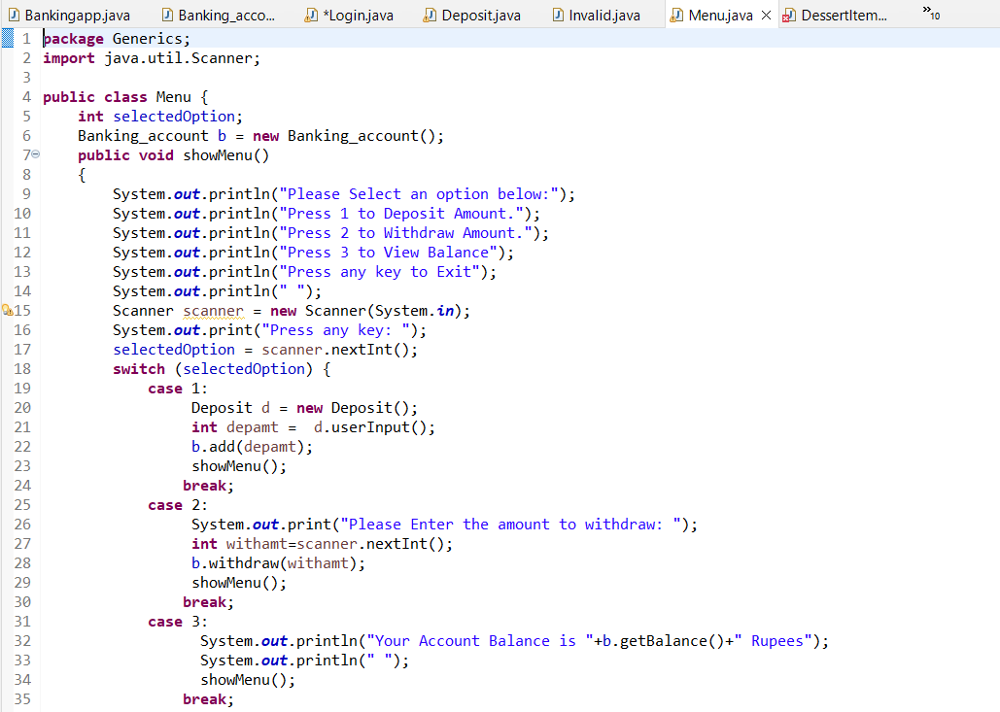 Bankingapp.java Banking_acco... *Login.java Deposit.java Invalid.java Menu.java DessertItem... »10
1 package Generics;
2 import java.util.Scanner;
3
4 public class Menu {
5     int selectedOption;
6     Banking_account b = new Banking_account();
7     public void showMenu()
8     {
9         System.out.println("Please Select an option below:");
10         System.out.println("Press 1 to Deposit Amount.");
11         System.out.println("Press 2 to Withdraw Amount.");
12         System.out.println("Press 3 to View Balance");
13         System.out.println("Press any key to Exit");
14         System.out.println(" ");
15         Scanner scanner = new Scanner(System.in);
16         System.out.print("Press any key: ");
17         selectedOption = scanner.nextInt();
18         switch (selectedOption) {
19             case 1:
20                  Deposit d = new Deposit();
21                  int depamt =  d.userInput();
22                  b.add(depamt);
23                  showMenu();
24                 break;
25             case 2:
26                  System.out.print("Please Enter the amount to withdraw: ");
27                  int withamt=scanner.nextInt();
28                  b.withdraw(withamt);
29                  showMenu();
30                 break;
31             case 3:
32                   System.out.println("Your Account Balance is "+b.getBalance()+" Rupees");
33                   System.out.println(" ");
34                   showMenu();
35                 break;